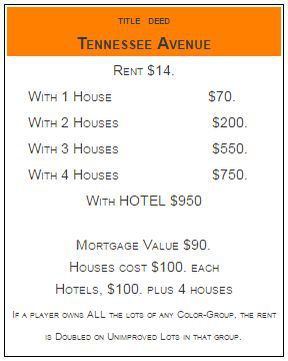 TITLE DEED
TENNESSEE AVENUE
RENT $14.
WITH 1 HOUSE $70.
WITH 2 HOUSES $200.
WITH 3 HOUSES $550.
WITH 4 HOUSES $750.
WITH HOTEL $950
MORTGAGE VALUE $90.
HOUSES COST $100. EACH
HOTELS, $100. PLUS 4 HOUSES
IF A PLAYER OWNS ALL THE LOTS OF ANY COLOR-GROUP, THE RENT
IS DOUBLED ON UNIMPROVED LOTS IN THAT GROUP.